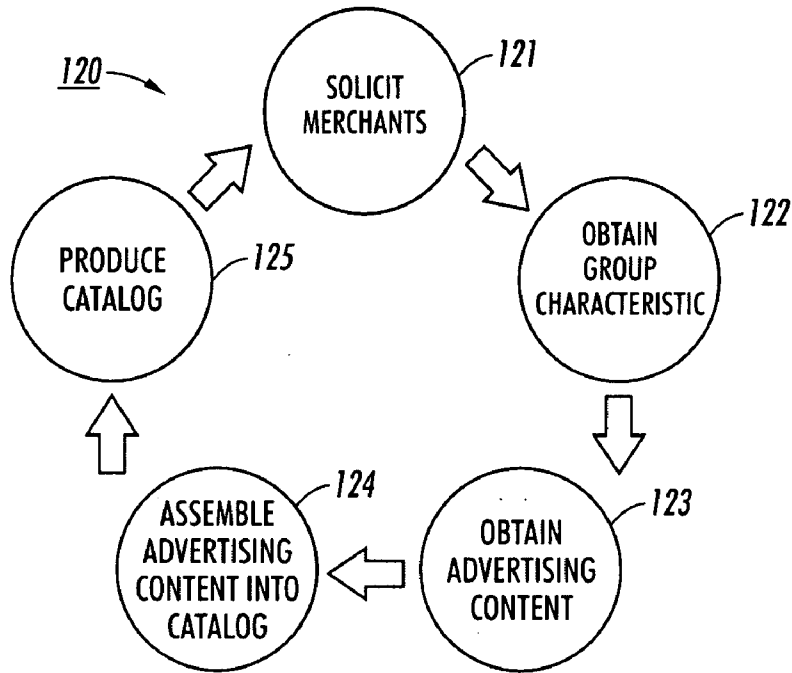 120
SOLICIT
MERCHANTS
121
OBTAIN
GROUP
CHARACTERISTIC
122
OBTAIN
ADVERTISING
CONTENT
123
ASSEMBLE
ADVERTISING
CONTENT INTO
CATALOG
124
PRODUCE
CATALOG
125